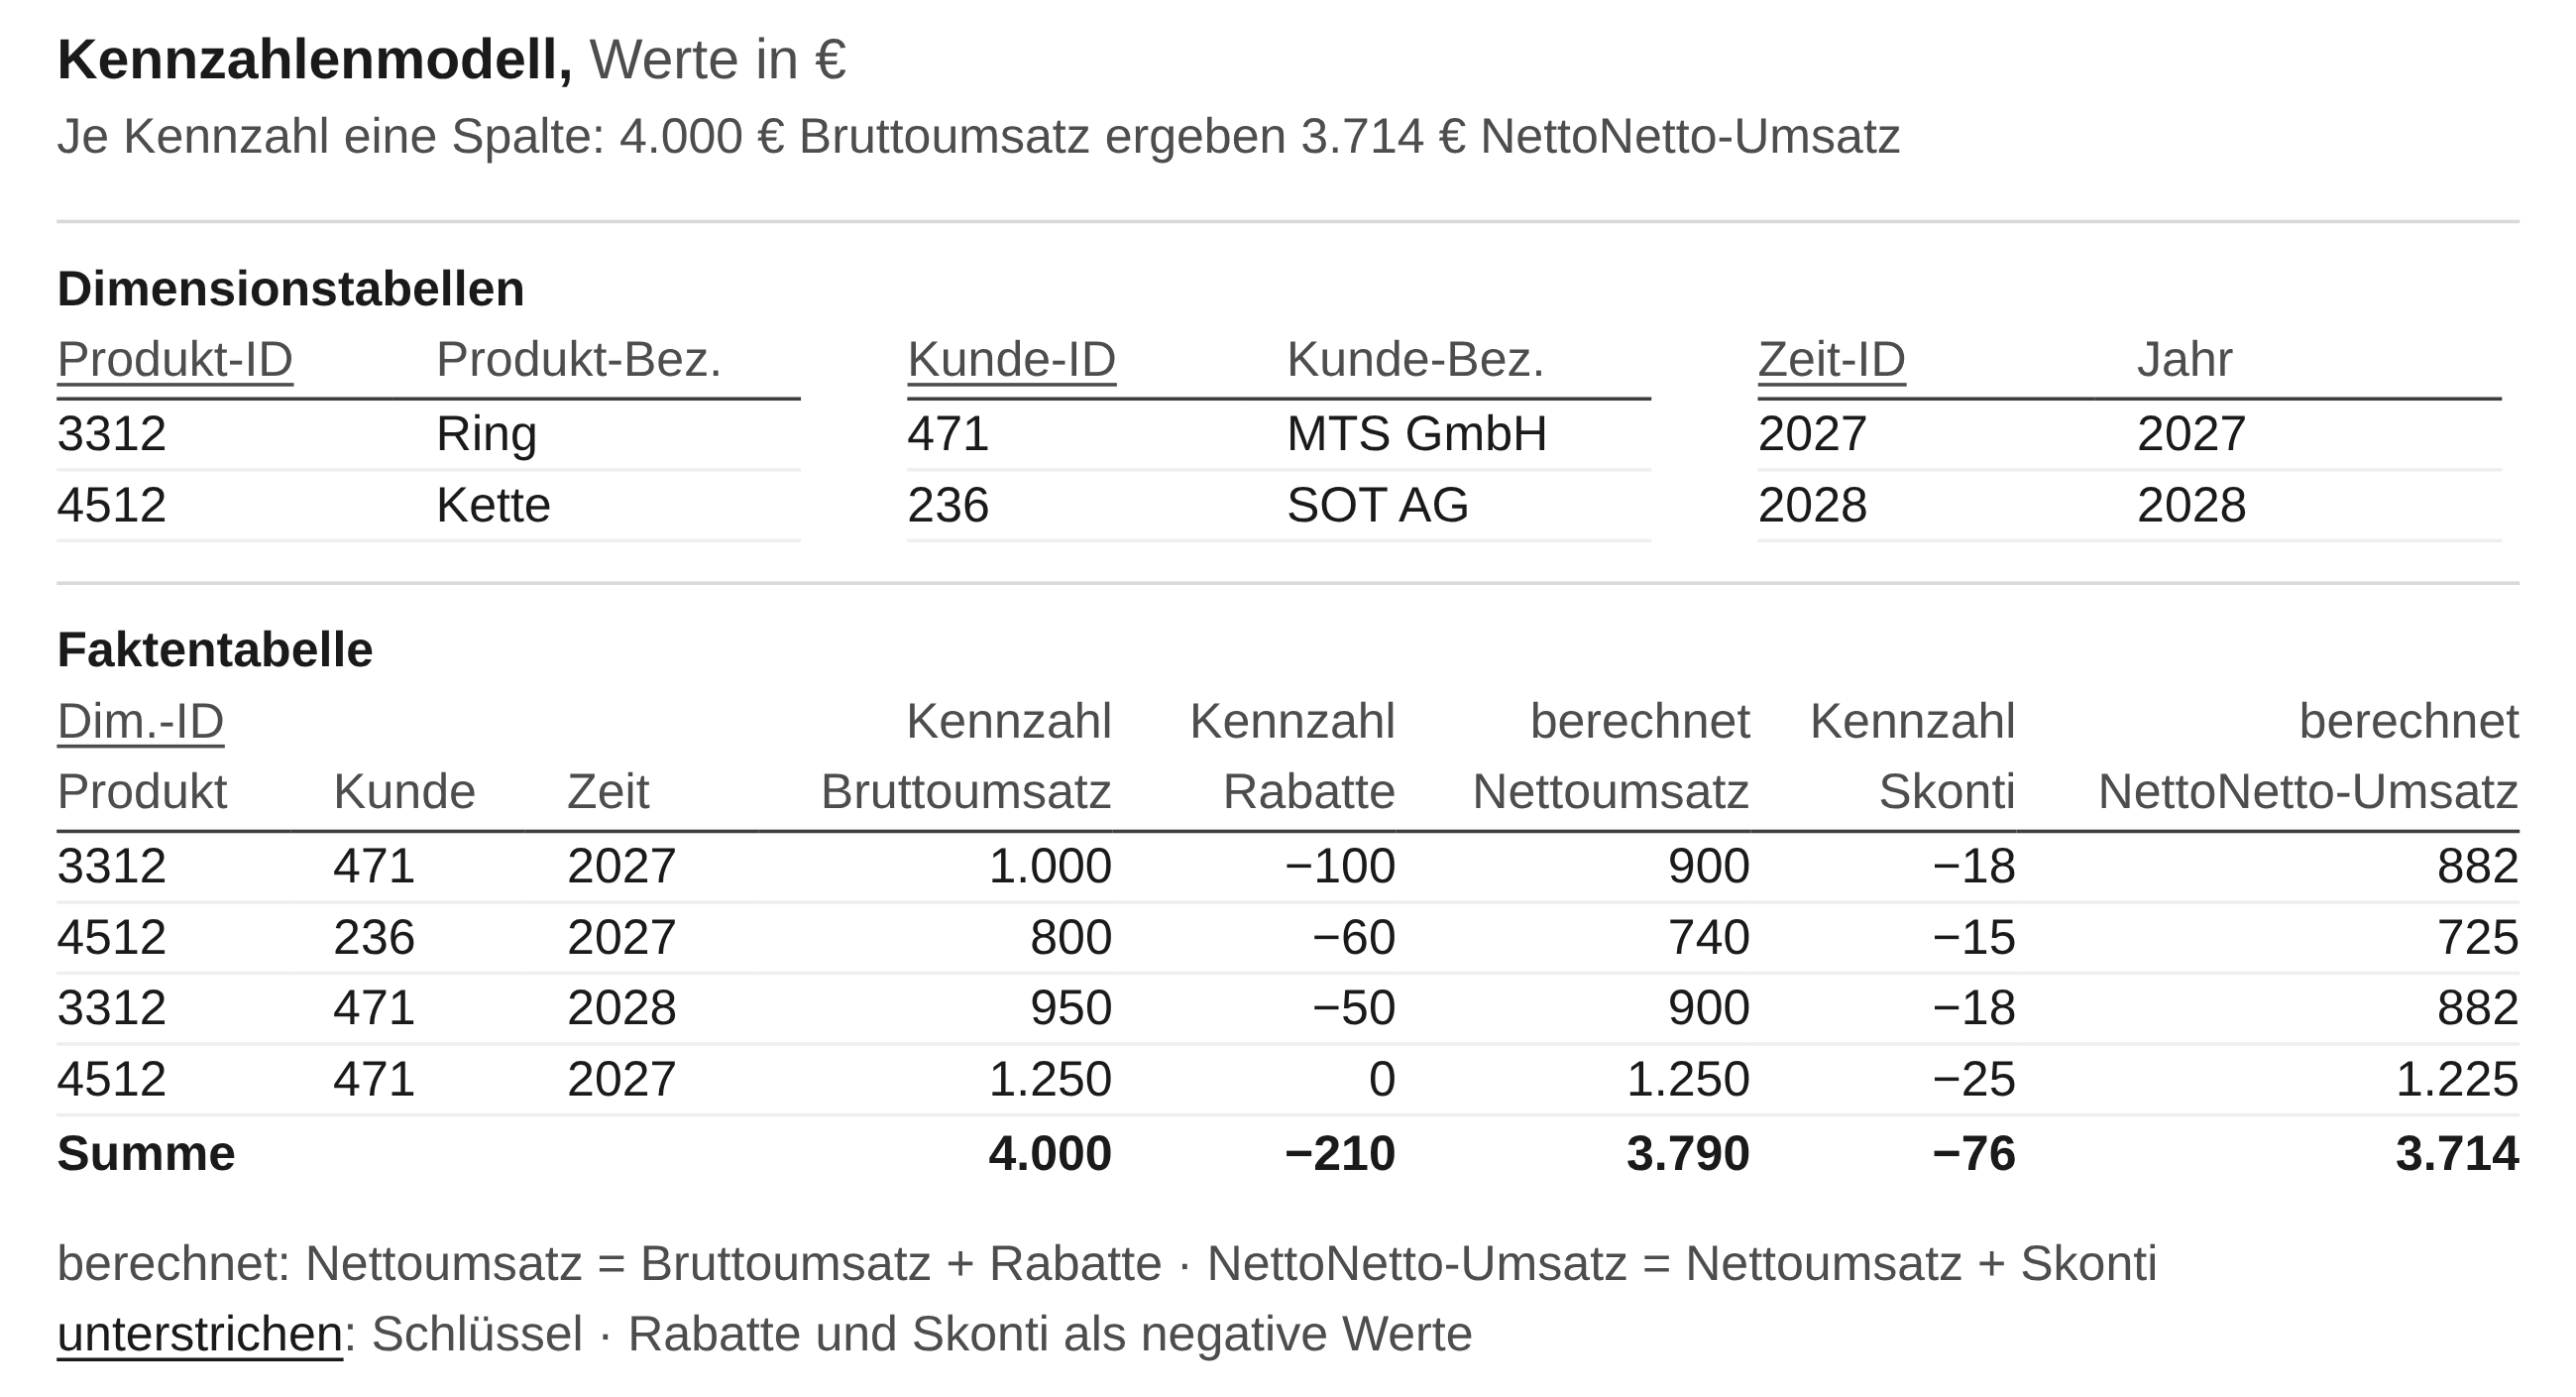 Kennzahlenmodell, Werte in €
Je Kennzahl eine Spalte: 4.000 € Bruttoumsatz ergeben 3.714 € NettoNetto-Umsatz
Dimensionstabellen
Produkt-ID Produkt-Bez. Kunde-ID Kunde-Bez. Zeit-ID Jahr
3312 Ring 471 MTS GmbH 2027 2027
4512 Kette 236 SOT AG 2028 2028
Faktentabelle
Dim.-ID Kennzahl Kennzahl berechnet Kennzahl berechnet
Produkt Kunde Zeit Bruttoumsatz Rabatte Nettoumsatz Skonti NettoNetto-Umsatz
3312 471 2027 1.000 −100 900 −18 882
4512 236 2027 800 −60 740 −15 725
3312 471 2028 950 −50 900 −18 882
4512 471 2027 1.250 0 1.250 −25 1.225
Summe 4.000 −210 3.790 −76 3.714
berechnet: Nettoumsatz = Bruttoumsatz + Rabatte · NettoNetto-Umsatz = Nettoumsatz + Skonti
unterstrichen: Schlüssel · Rabatte und Skonti als negative Werte